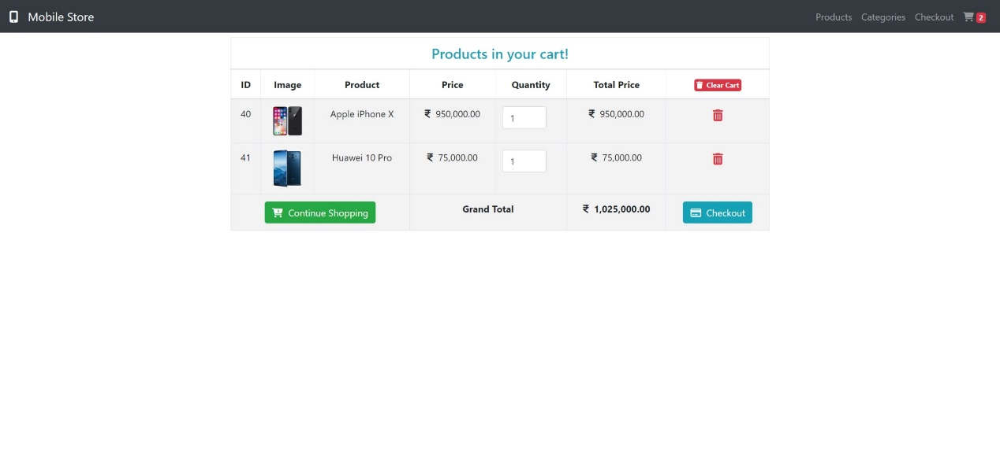 Mobile Store Products Categories Checkout 2
Products in your cart!
ID Image Product Price Quantity Total Price Clear Cart
40 Apple iPhone X ₹ 950,000.00 1 ₹ 950,000.00
41 Huawei 10 Pro ₹ 75,000.00 1 ₹ 75,000.00
Continue Shopping Grand Total ₹ 1,025,000.00 Checkout